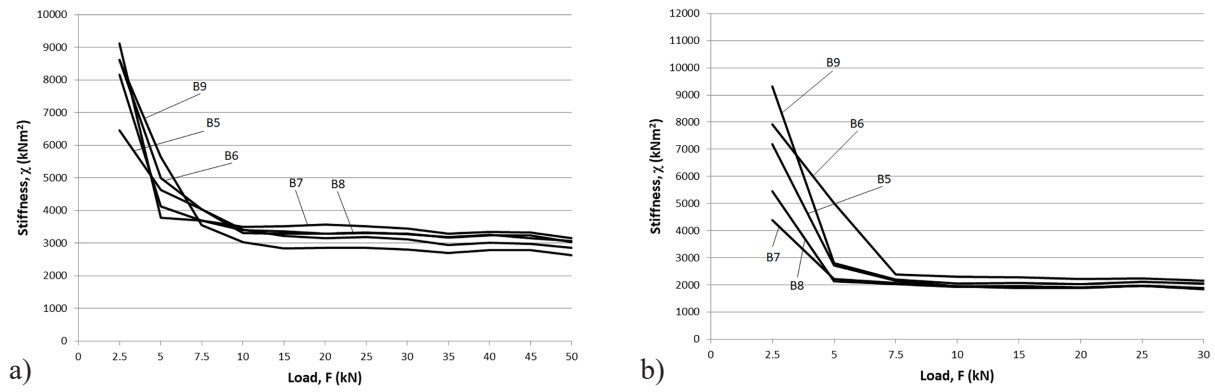 10000
9000
8000
7000
6000
5000
4000
3000
2000
1000
0
Stiffness, χ (kNm²)
B9
B5
B6
B7
B8
0 2.5 5 7.5 10 15 20 25 30 35 40 45 50
Load, F (kN)
a)
12000
11000
10000
9000
8000
7000
6000
5000
4000
3000
2000
1000
0
Stiffness, χ (kNm²)
B9
B6
B5
B7
B8
0 2.5 5 7.5 10 15 20 25 30
Load, F (kN)
b)